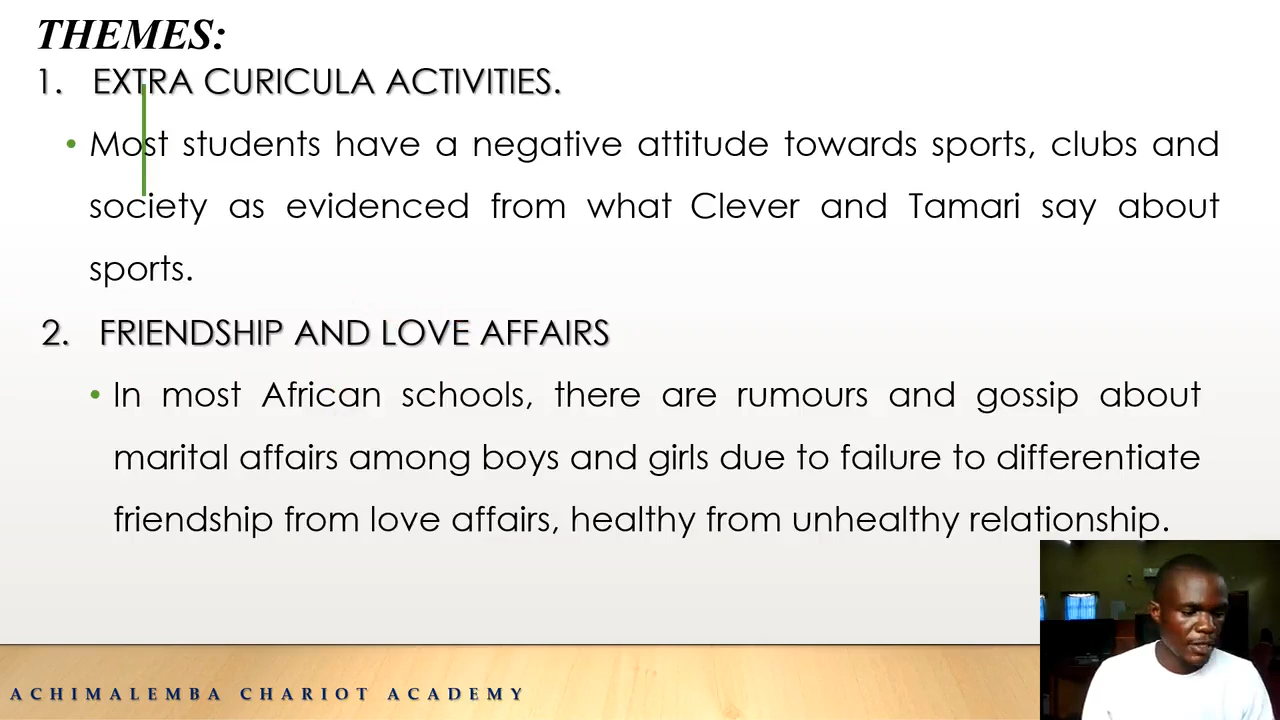 THEMES:
1. EXTRA CURICULA ACTIVITIES.
• Most students have a negative attitude towards sports, clubs and
society as evidenced from what Clever and Tamari say about
sports.
2. FRIENDSHIP AND LOVE AFFAIRS
• In most African schools, there are rumours and gossip about
marital affairs among boys and girls due to failure to differentiate
friendship from love affairs, healthy from unhealthy relationship.
ACHIMALEMBA CHARIOT ACADEMY